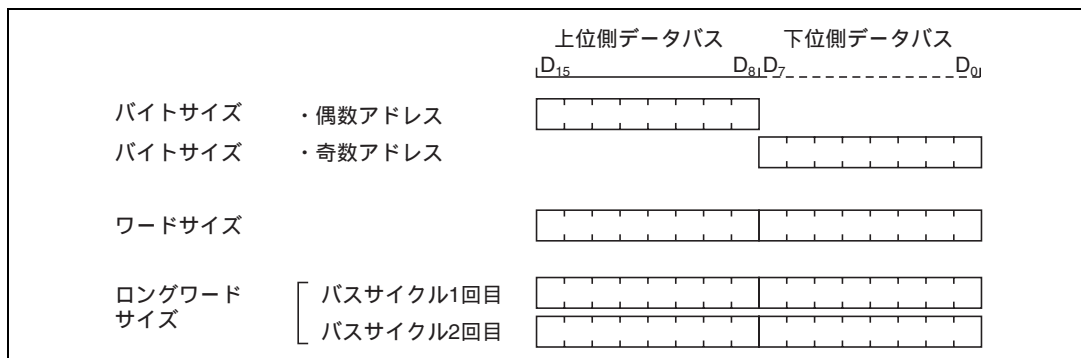 上位側データバス 下位側データバス
D15 D8 D7 D0
バイトサイズ ・偶数アドレス
バイトサイズ ・奇数アドレス
ワードサイズ
ロングワード
サイズ
バスサイクル1回目
バスサイクル2回目